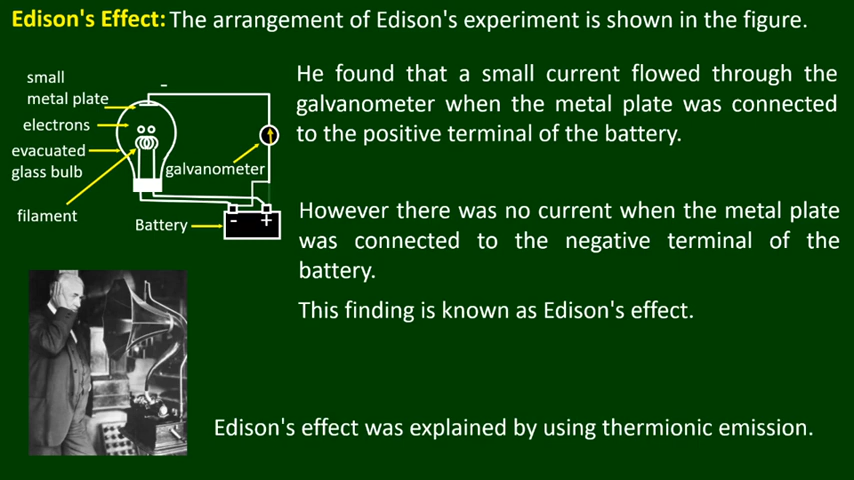 Edison's Effect: The arrangement of Edison's experiment is shown in the figure.
small
metal plate
electrons
evacuated
glass bulb
filament
-
galvanometer
Battery
- +
He found that a small current flowed through the
galvanometer when the metal plate was connected
to the positive terminal of the battery.
However there was no current when the metal plate
was connected to the negative terminal of the
battery.
This finding is known as Edison's effect.
Edison's effect was explained by using thermionic emission.